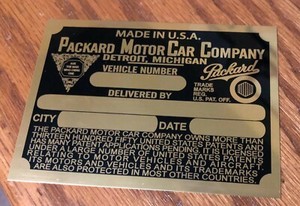 MADE IN U.S.A.
PACKARD MOTOR CAR COMPANY
DETROIT, MICHIGAN
VEHICLE NUMBER
Packard
TRADE
MARKS
REG.
U.S. PAT. OFF.
DELIVERED BY
CITY DATE
THE PACKARD MOTOR CAR COMPANY OWNS MORE THAN
THIRTEEN HUNDRED FIFTY UNITED STATES PATENTS AND
HAS MANY PATENT APPLICATIONS PENDING. IT IS LICENSED
UNDER A LARGE NUMBER OF UNITED STATES PATENTS
RELATING TO MOTOR VEHICLES AND AIRCRAFT
ITS MOTORS AND VEHICLES AND ITS TRADEMARKS
ARE ALSO PROTECTED IN MOST OTHER COUNTRIES.